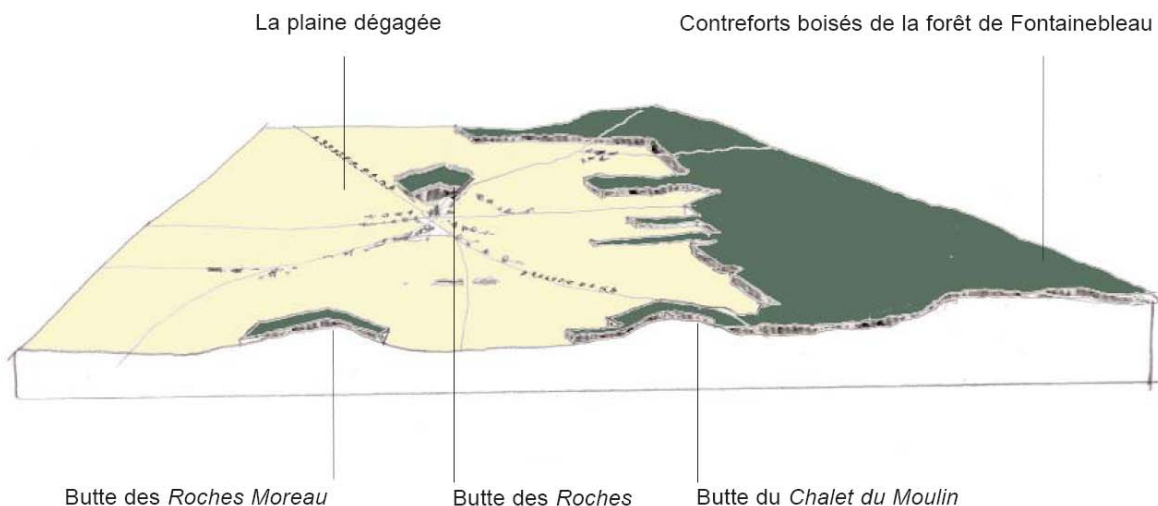 La plaine dégagée
Contreforts boisés de la forêt de Fontainebleau
Butte des Roches Moreau
Butte des Roches
Butte du Chalet du Moulin